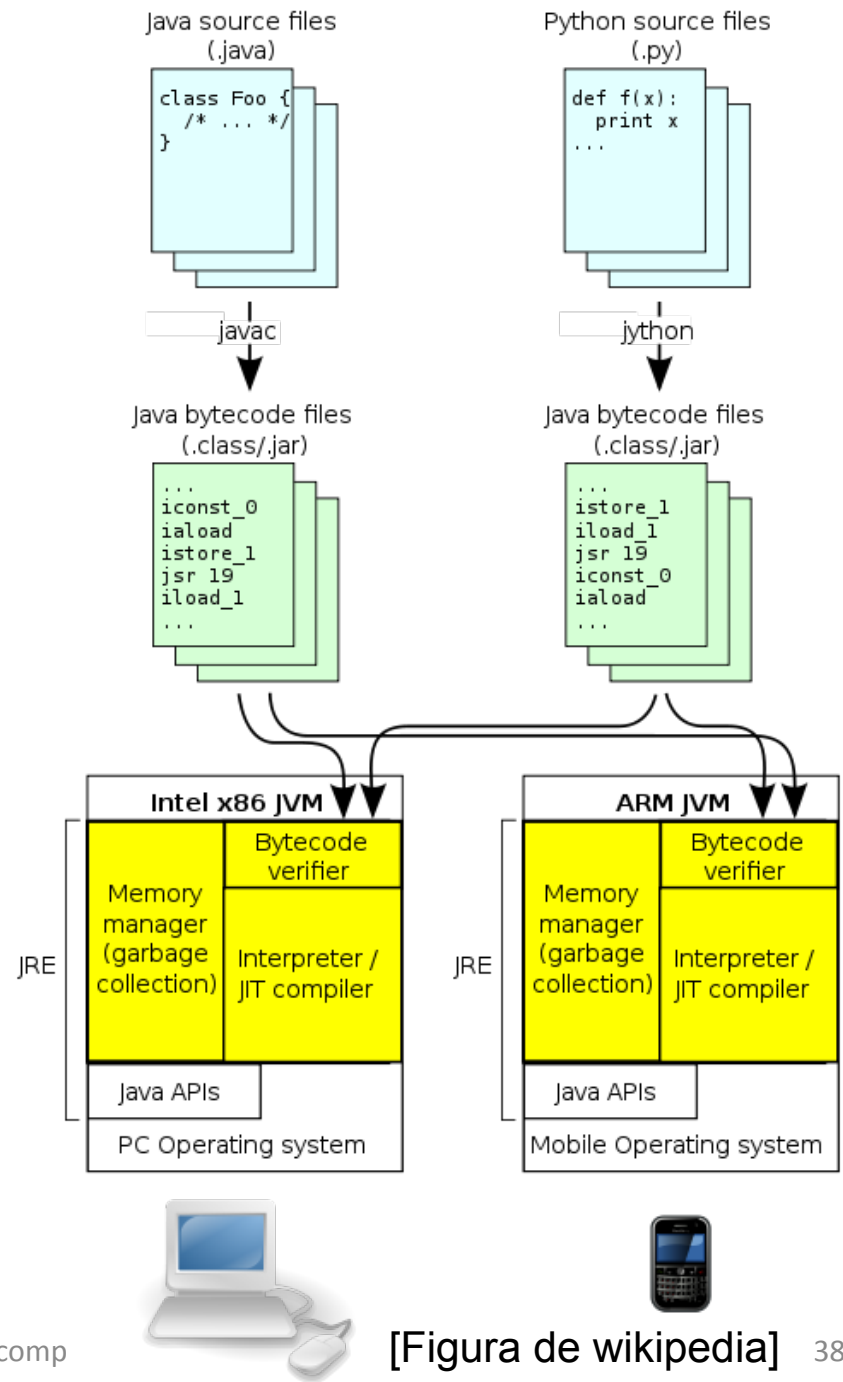 Java source files
(.java)
class Foo {
/* ... */
}
javac
Java bytecode files
(.class/.jar)
...
iconst_0
iaload
istore_1
jsr 19
iload_1
...
Python source files
(.py)
def f(x):
print x
...
jython
Java bytecode files
(.class/.jar)
...
istore_1
iload_1
jsr 19
iconst_0
iaload
...
Intel x86 JVM
JRE
Memory
manager
(garbage
collection)
Bytecode
verifier
Interpreter /
JIT compiler
Java APIs
PC Operating system
ARM JVM
JRE
Memory
manager
(garbage
collection)
Bytecode
verifier
Interpreter /
JIT compiler
Java APIs
Mobile Operating system
comp
[Figura de wikipedia]
38